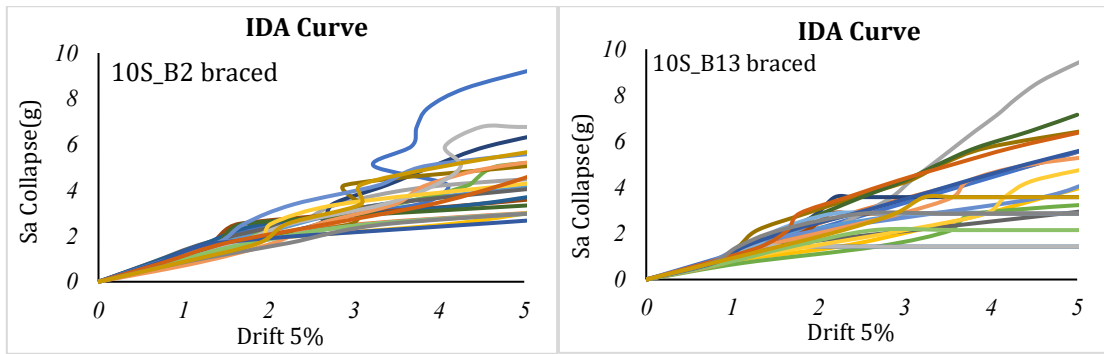 IDA Curve
10S_B2 braced
Sa Collapse(g)
10
8
6
4
2
0
0 1 2 3 4 5
Drift 5%
IDA Curve
10S_B13 braced
Sa Collapse(g)
10
8
6
4
2
0
0 1 2 3 4 5
Drift 5%